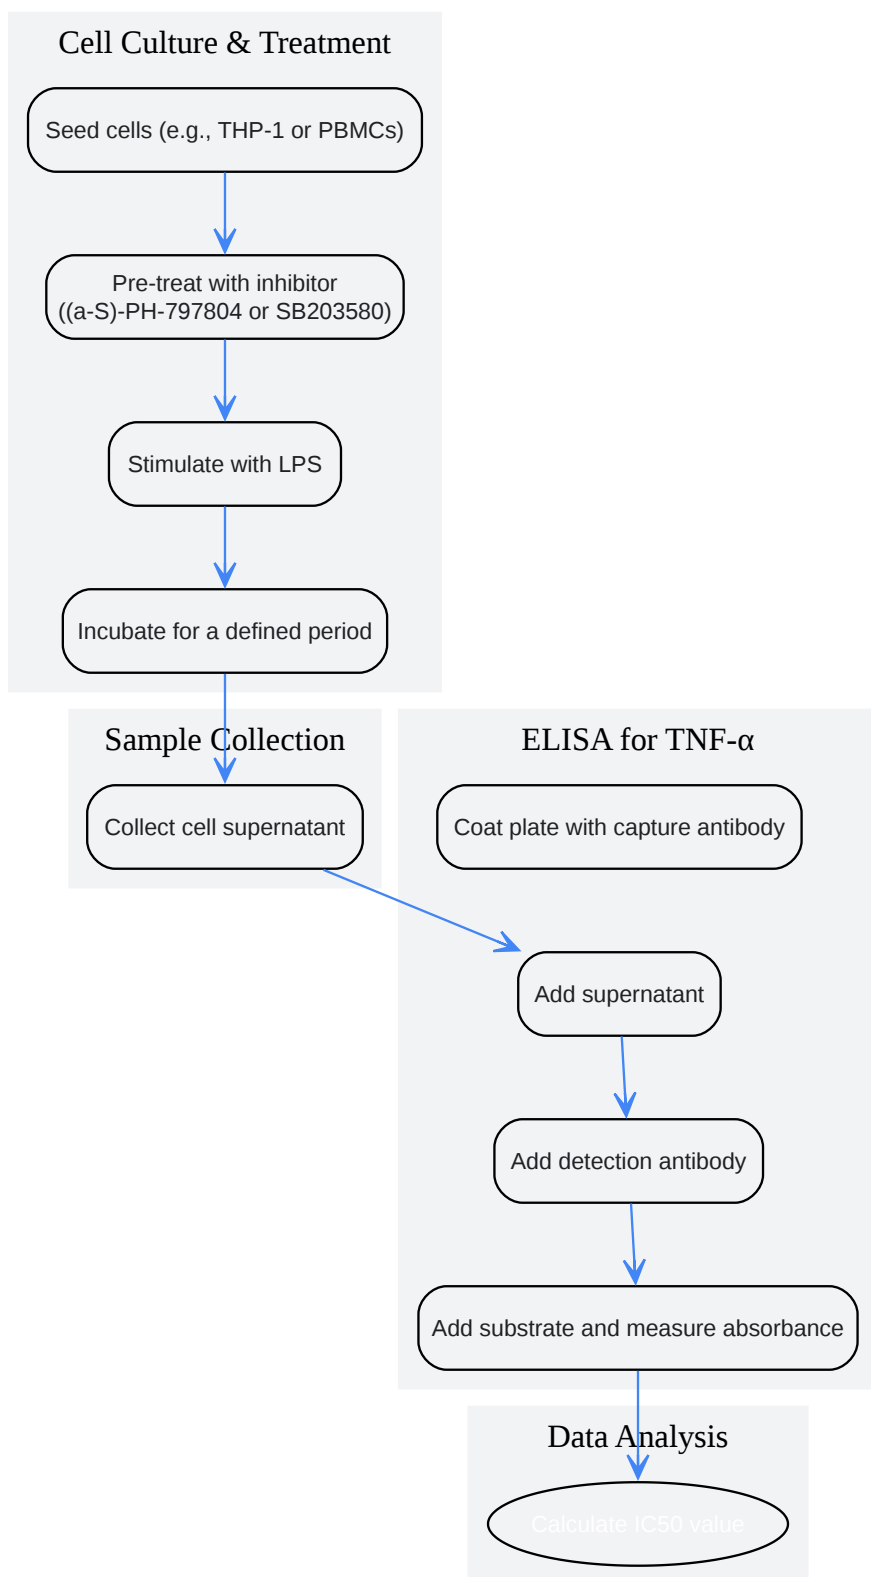 Cell Culture & Treatment
Seed cells (e.g., THP-1 or PBMCs)
Pre-treat with inhibitor
((a-S)-PH-797804 or SB203580)
Stimulate with LPS
Incubate for a defined period
Sample Collection
Collect cell supernatant
ELISA for TNF-α
Coat plate with capture antibody
Add supernatant
Add detection antibody
Add substrate and measure absorbance
Data Analysis
Calculate IC50 value